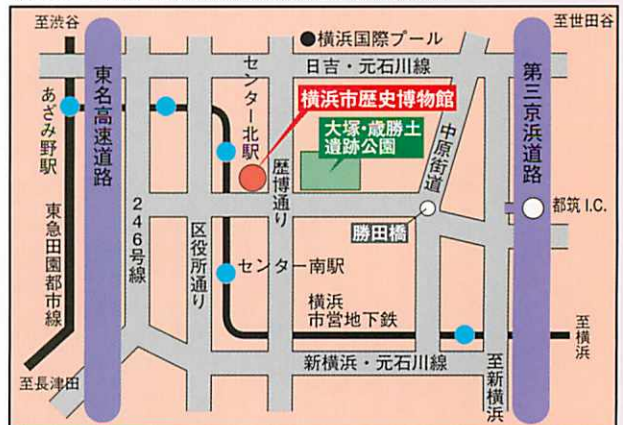 至渋谷
至世田谷
●横浜国際プール
日吉・元石川線
東名高速道路
あざみ野駅
センター北駅
横浜市歴史博物館
大塚・歳勝土
遺跡公園
中原街道
第三京浜道路
歴博通り
都筑 I.C.
勝田橋
246号線
区役所通り
東急田園都市線
センター南駅
横浜
市営地下鉄
至横浜
新横浜・元石川線
至新横浜
至長津田